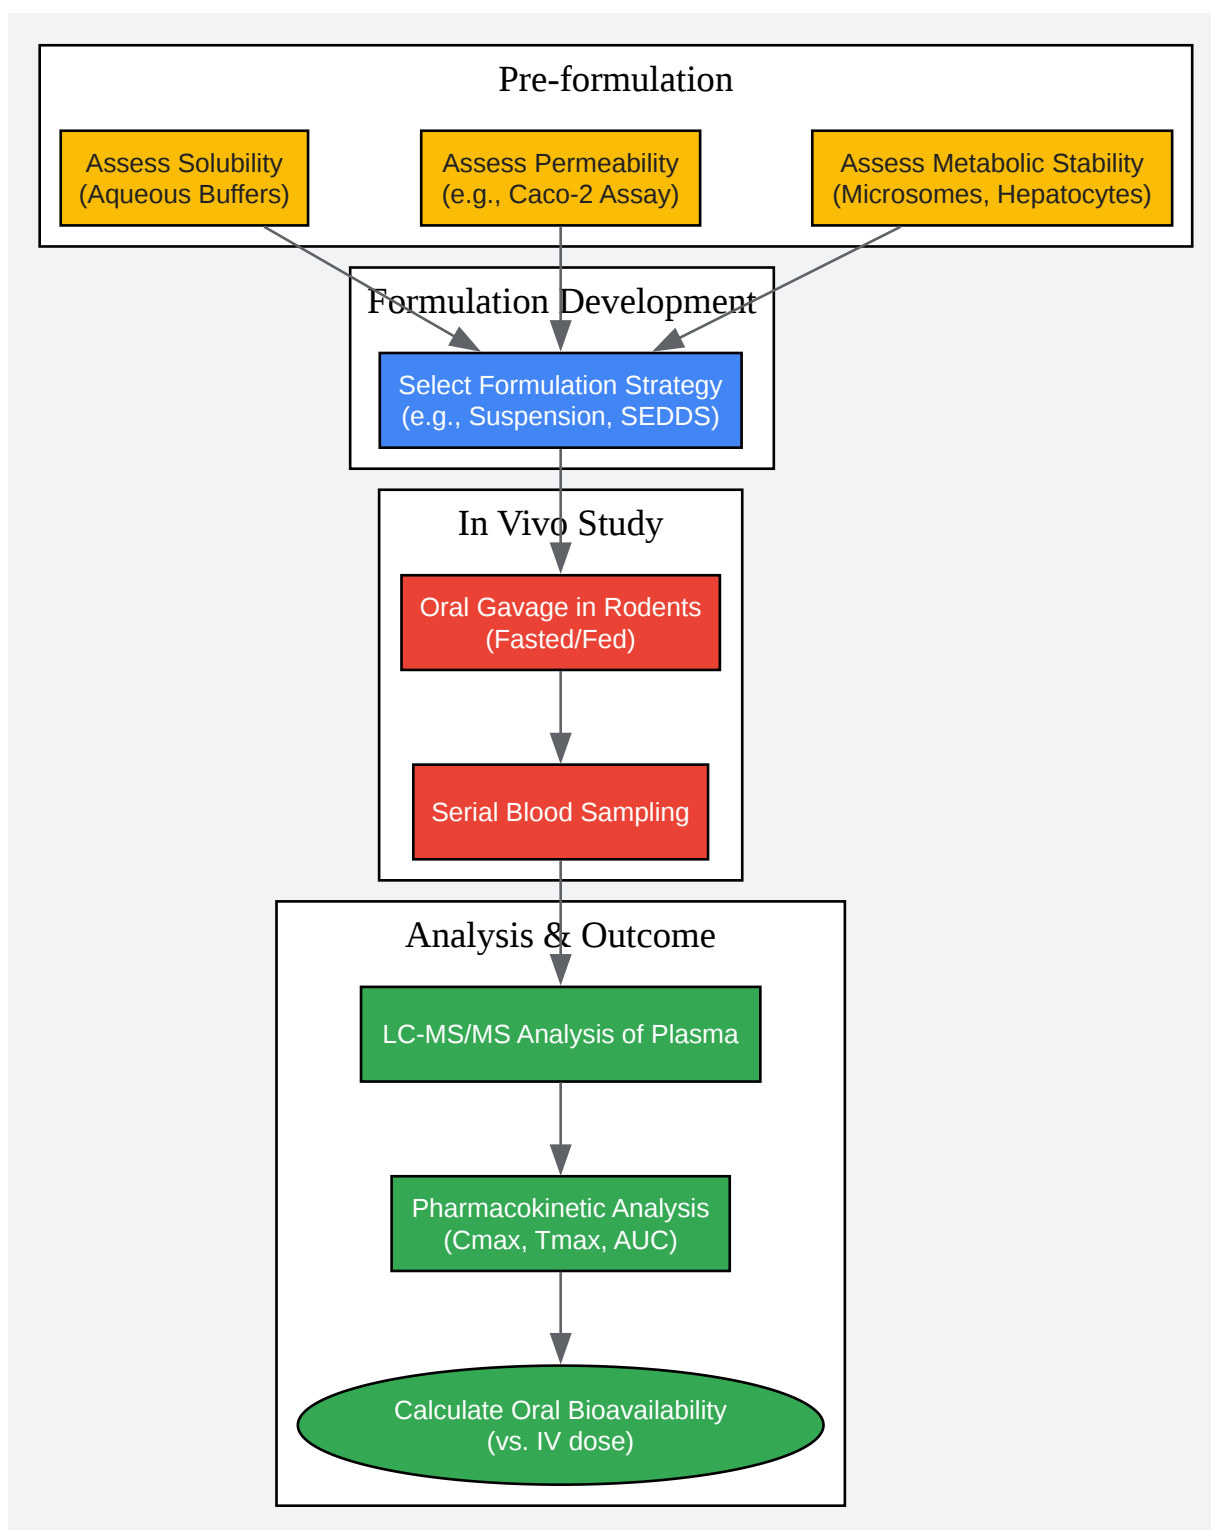 Pre-formulation
Assess Solubility
(Aqueous Buffers)
Assess Permeability
(e.g., Caco-2 Assay)
Assess Metabolic Stability
(Microsomes, Hepatocytes)
Formulation Development
Select Formulation Strategy
(e.g., Suspension, SEDDS)
In Vivo Study
Oral Gavage in Rodents
(Fasted/Fed)
Serial Blood Sampling
Analysis & Outcome
LC-MS/MS Analysis of Plasma
Pharmacokinetic Analysis
(Cmax, Tmax, AUC)
Calculate Oral Bioavailability
(vs. IV dose)